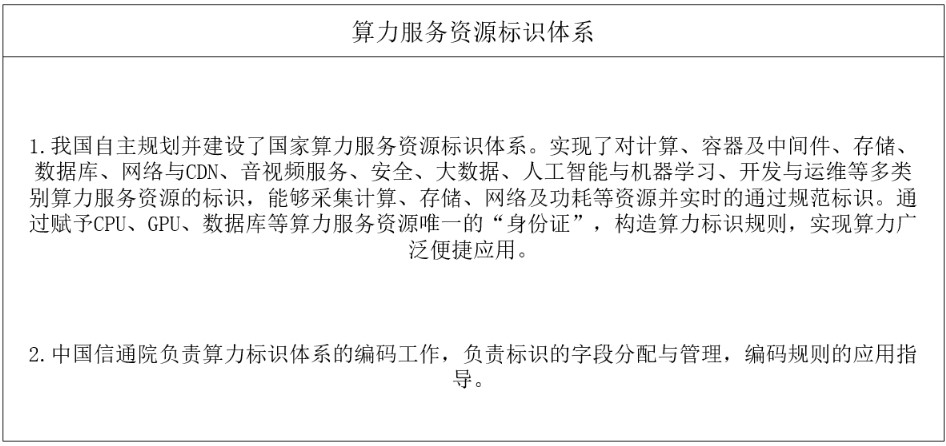 算力服务资源标识体系
1.我国自主规划并建设了国家算力服务资源标识体系。实现了对计算、容器及中间件、存储、
数据库、网络与CDN、音视频服务、安全、大数据、人工智能与机器学习、开发与运维等多类
别算力服务资源的标识，能够采集计算、存储、网络及功耗等资源并实时的通过规范标识。通
过赋予CPU、GPU、数据库等算力服务资源唯一的“身份证”，构造算力标识规则，实现算力广
泛便捷应用。
2.中国信通院负责算力标识体系的编码工作，负责标识的字段分配与管理，编码规则的应用指
导。